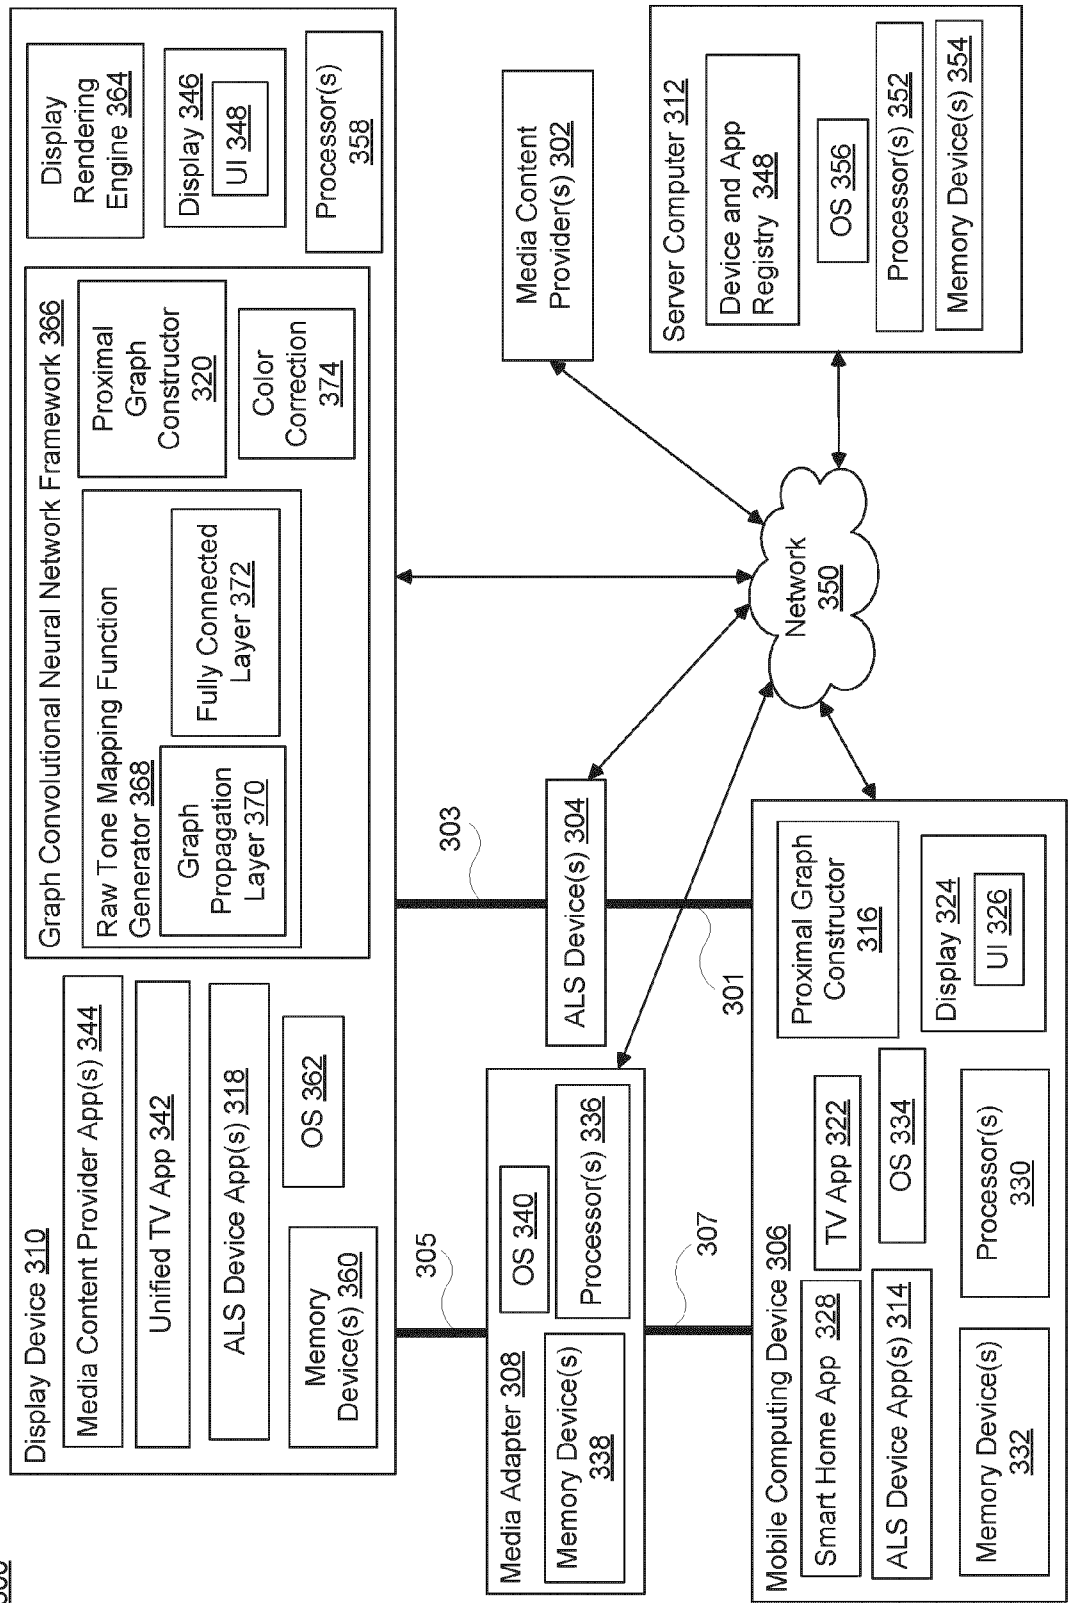 Display Device 310
Media Content Provider App(s) 344
Unified TV App 342
ALS Device App(s) 318
Memory
Device(s) 360
OS 362
Graph Convolutional Neural Network Framework 366
Raw Tone Mapping Function
Generator 368
Graph
Propagation
Layer 370
Fully Connected
Layer 372
Proximal
Graph
Constructor
320
Color
Correction
374
Display
Rendering
Engine 364
Display 346
UI 348
Processor(s)
358
305
303
Media Adapter 308
OS 340
Memory Device(s)
338
Processor(s) 336
ALS Device(s) 304
Media Content
Provider(s) 302
307
301
Network
350
Server Computer 312
Device and App
Registry 348
OS 356
Processor(s) 352
Memory Device(s) 354
Mobile Computing Device 306
Smart Home App 328
TV App 322
ALS Device App(s) 314
OS 334
Memory Device(s)
332
Processor(s)
330
Proximal Graph
Constructor
316
Display 324
UI 326